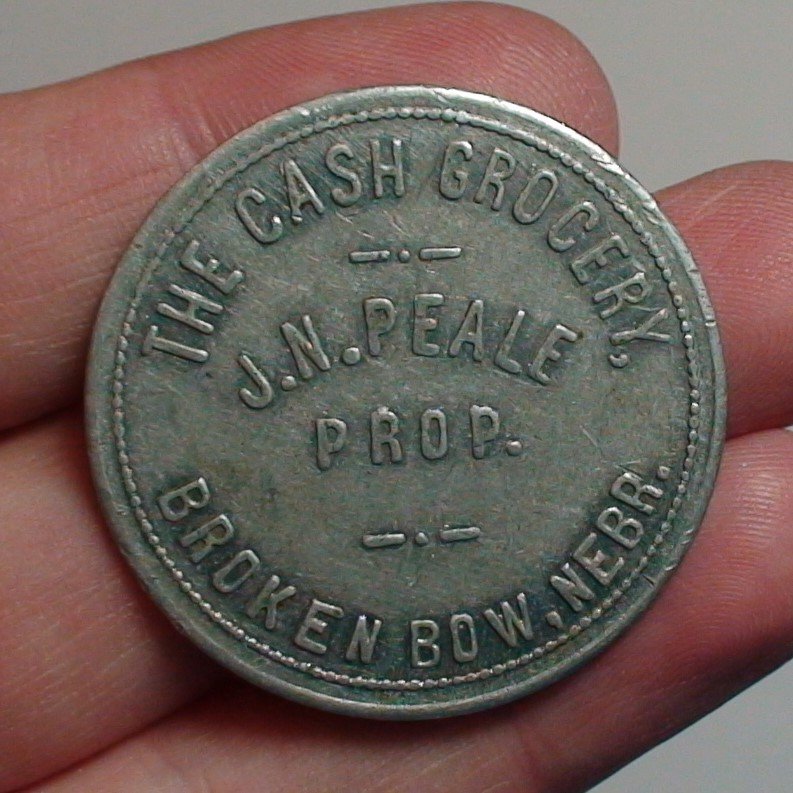 THE CASH GROCERY,
J.N. PEALE
PROP.
BROKEN BOW, NEBR.